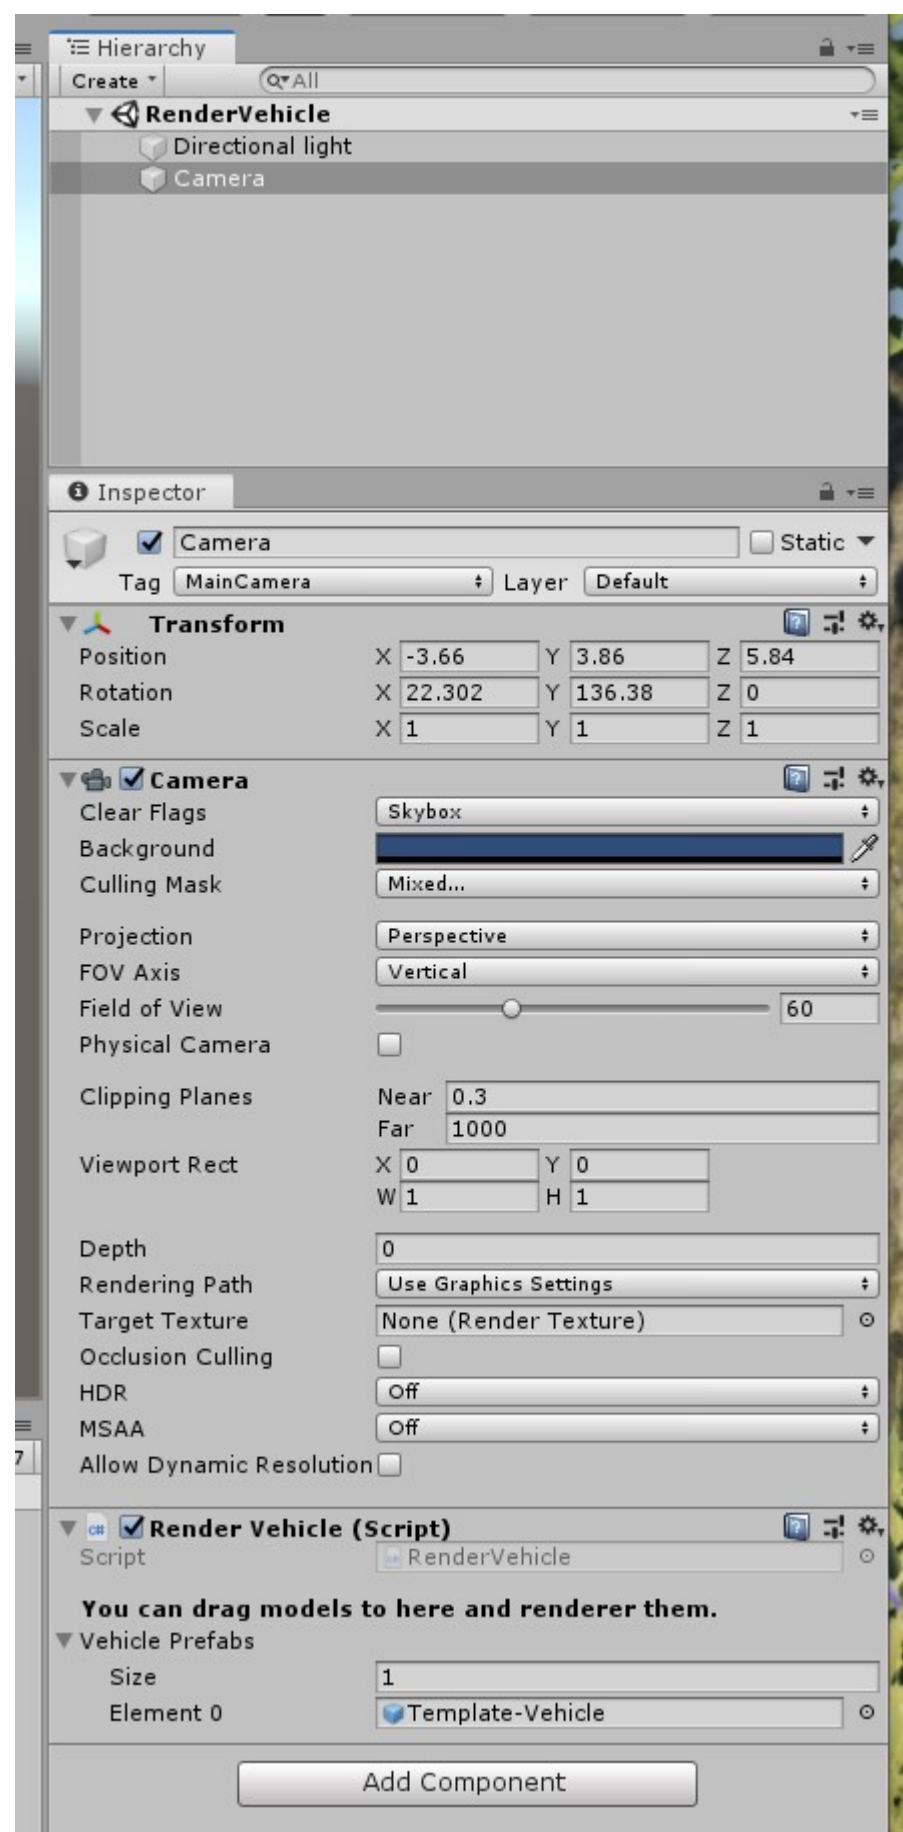 Hierarchy
Create All
RenderVehicle
Directional light
Camera
Inspector
Camera Static
Tag MainCamera Layer Default
Transform
Position X -3.66 Y 3.86 Z 5.84
Rotation X 22.302 Y 136.38 Z 0
Scale X 1 Y 1 Z 1
Camera
Clear Flags Skybox
Background
Culling Mask Mixed...
Projection Perspective
FOV Axis Vertical
Field of View 60
Physical Camera
Clipping Planes Near 0.3
Far 1000
Viewport Rect X 0 Y 0
W 1 H 1
Depth 0
Rendering Path Use Graphics Settings
Target Texture None (Render Texture)
Occlusion Culling
HDR Off
MSAA Off
7
Allow Dynamic Resolution
c# Render Vehicle (Script)
Script RenderVehicle
You can drag models to here and renderer them.
Vehicle Prefabs
Size 1
Element 0 Template-Vehicle
Add Component